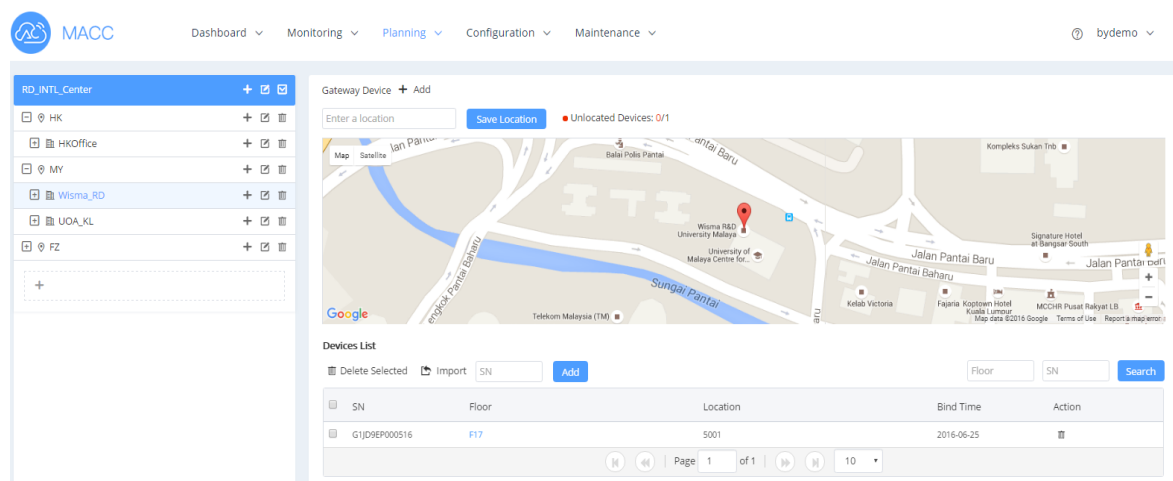 MACC Dashboard Monitoring Planning Configuration Maintenance bydemo
RD_INTL_Center
HK
HKOffice
MY
Wisma_RD
UOA_KL
FZ
+
Gateway Device + Add
Enter a location Save Location Unlocated Devices: 0/1
Map Satellite
Balai Polis Pantai
Kompleks Sukan Tnb
Wisma R&D
University Malaya
University of
Malaya Centre for...
Signature Hotel
at Bangsar South
Jalan Pantai Baru
Jalan Pantai Baharu
Sungai Pantai
Kelab Victoria
Fajaria
Koptown Hotel
Kuala Lumpur
MCCHR Pusat Rakyat LB
Telekom Malaysia (TM)
Google
Map data ©2016 Google Terms of Use Report a map error
Devices List
Delete Selected Import SN Add Floor SN Search
SN Floor Location Bind Time Action
G1JD9EP000516 F17 5001 2016-06-25
Page 1 of 1 10